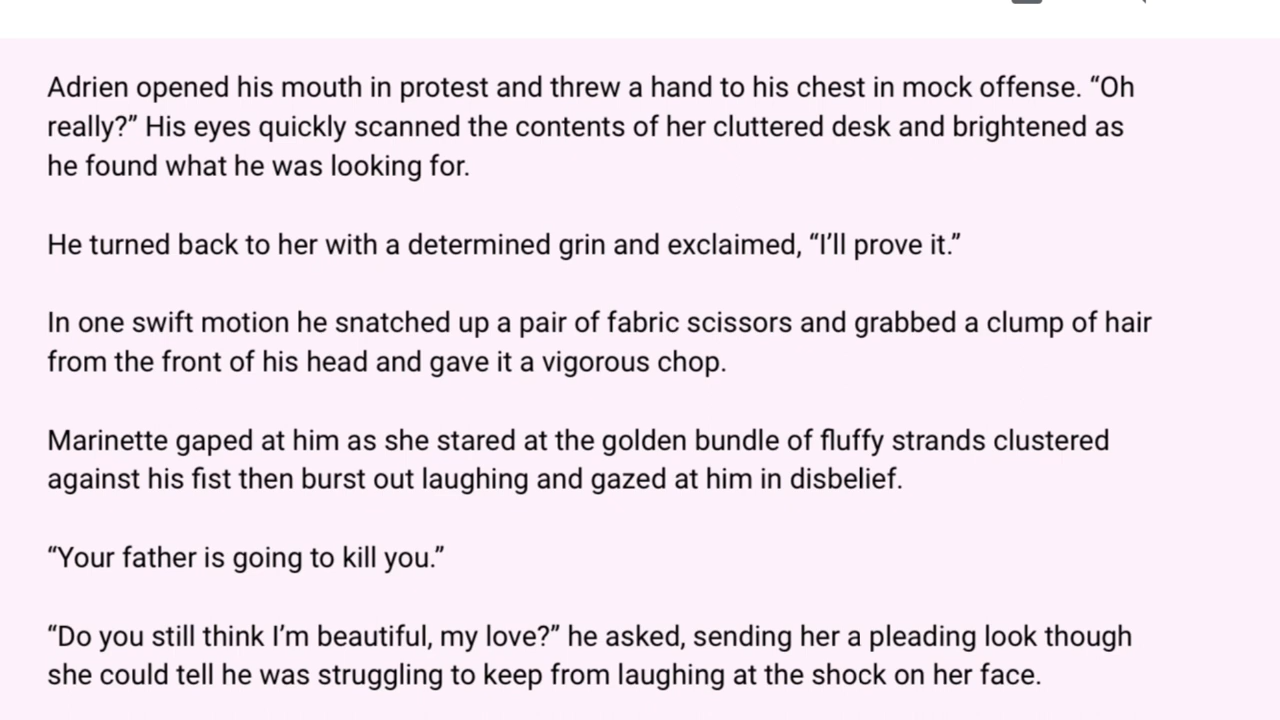 Adrien opened his mouth in protest and threw a hand to his chest in mock offense. “Oh
really?” His eyes quickly scanned the contents of her cluttered desk and brightened as
he found what he was looking for.
He turned back to her with a determined grin and exclaimed, “I’ll prove it.”
In one swift motion he snatched up a pair of fabric scissors and grabbed a clump of hair
from the front of his head and gave it a vigorous chop.
Marinette gaped at him as she stared at the golden bundle of fluffy strands clustered
against his fist then burst out laughing and gazed at him in disbelief.
“Your father is going to kill you.”
“Do you still think I’m beautiful, my love?” he asked, sending her a pleading look though
she could tell he was struggling to keep from laughing at the shock on her face.